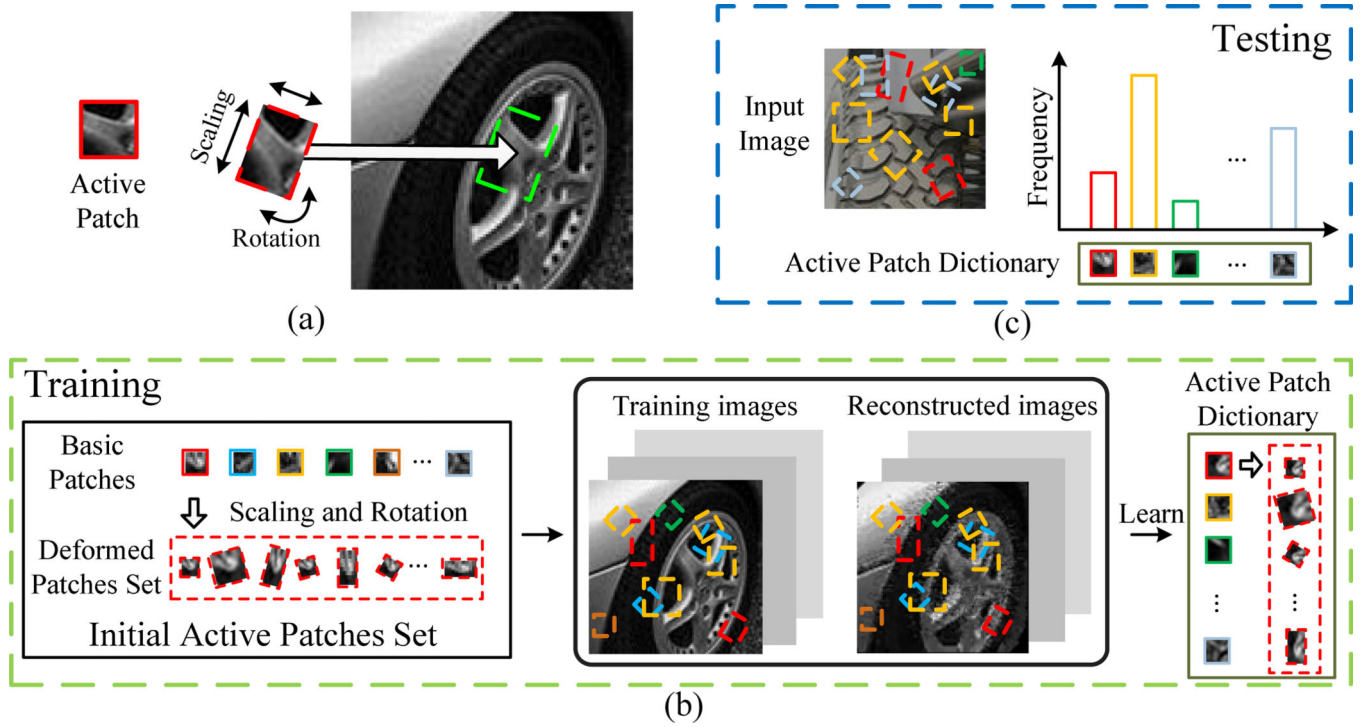 Scaling
Active
Patch
Rotation
(a)
Testing
Input
Image
Frequency
...
Active Patch Dictionary
...
(c)
Training
Basic
Patches
...
Scaling and Rotation
Deformed
Patches Set
...
Initial Active Patches Set
Training images
Reconstructed images
Learn
Active Patch
Dictionary
...
...
(b)